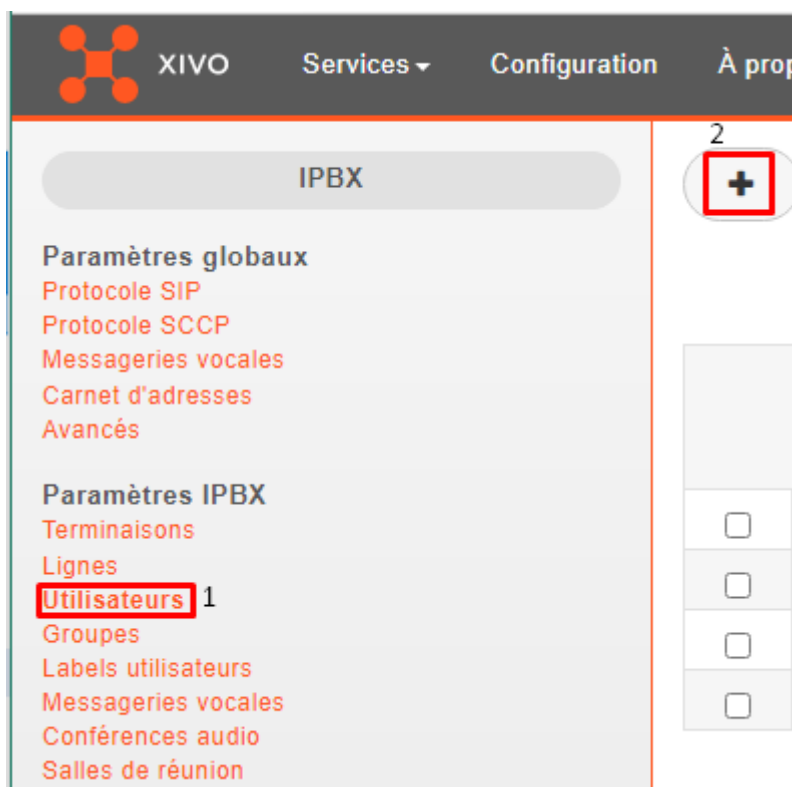 XIVO Services Configuration À prop
2
IPBX
Paramètres globaux
Protocole SIP
Protocole SCCP
Messageries vocales
Carnet d'adresses
Avancés
Paramètres IPBX
Terminaisons
Lignes
Utilisateurs 1
Groupes
Labels utilisateurs
Messageries vocales
Conférences audio
Salles de réunion